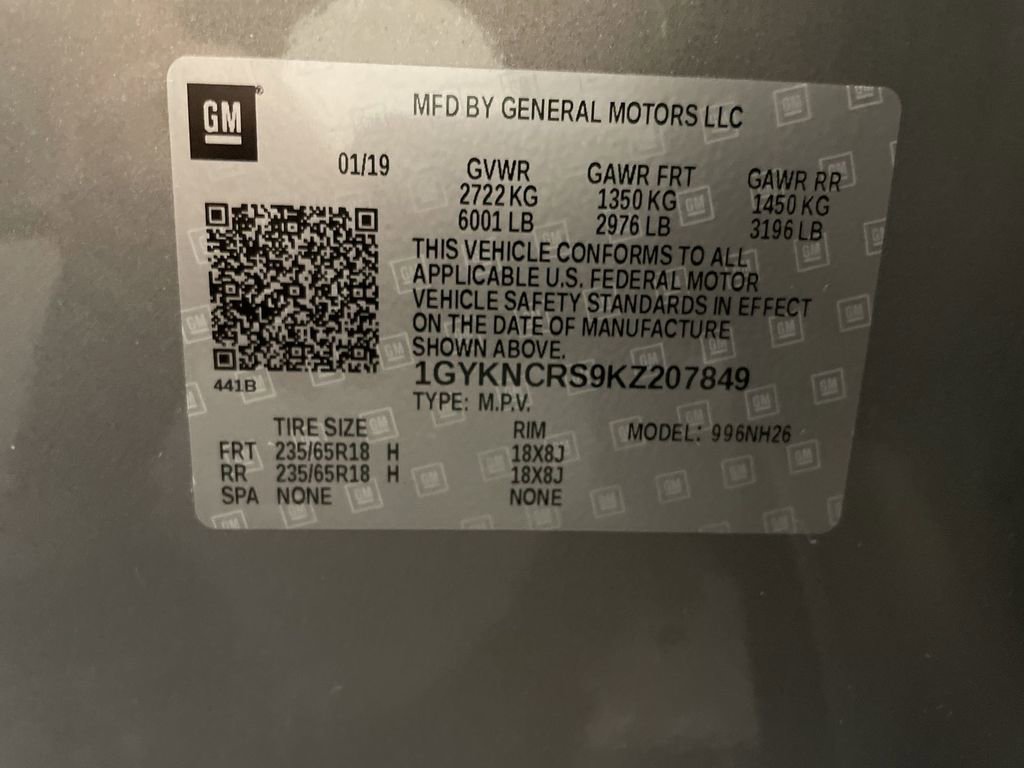 GM
MFD BY GENERAL MOTORS LLC
01/19 GVWR GAWR FRT GAWR RR
2722 KG 1350 KG 1450 KG
6001 LB 2976 LB 3196 LB
THIS VEHICLE CONFORMS TO ALL
APPLICABLE U.S. FEDERAL MOTOR
VEHICLE SAFETY STANDARDS IN EFFECT
ON THE DATE OF MANUFACTURE
SHOWN ABOVE.
1GYKNCRS9KZ207849
441B
TYPE: M.P.V.
TIRE SIZE RIM MODEL: 996NH26
FRT 235/65R18 H 18X8J
RR 235/65R18 H 18X8J
SPA NONE NONE